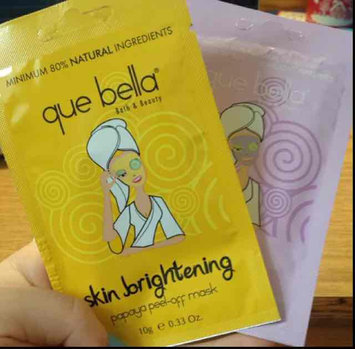 MINIMUM 80% NATURAL INGREDIENTS
que bella®
Bath & Beauty
skin brightening
papaya peel-off mask
10g e 0.33 Oz.
que bella